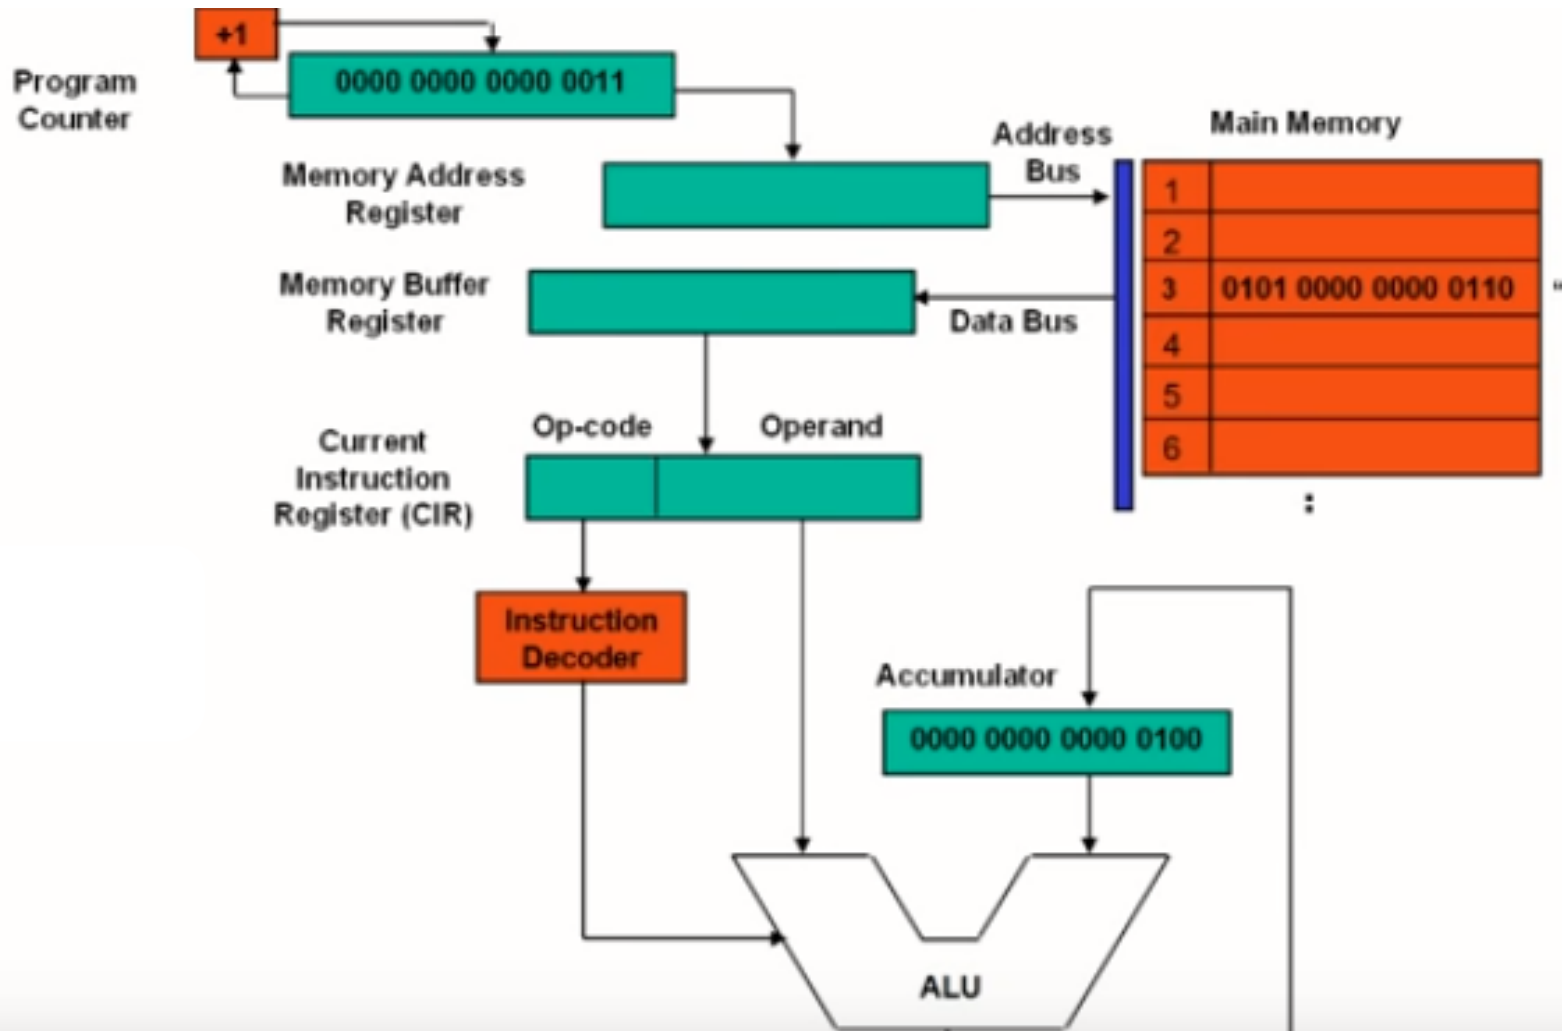 +1
Program
Counter
0000 0000 0000 0011
Memory Address
Register
Address
Bus
Main Memory
1
2
3 0101 0000 0000 0110 "
4
5
6
:
Memory Buffer
Register
Data Bus
Current
Instruction
Register (CIR)
Op-code Operand
Instruction
Decoder
Accumulator
0000 0000 0000 0100
ALU